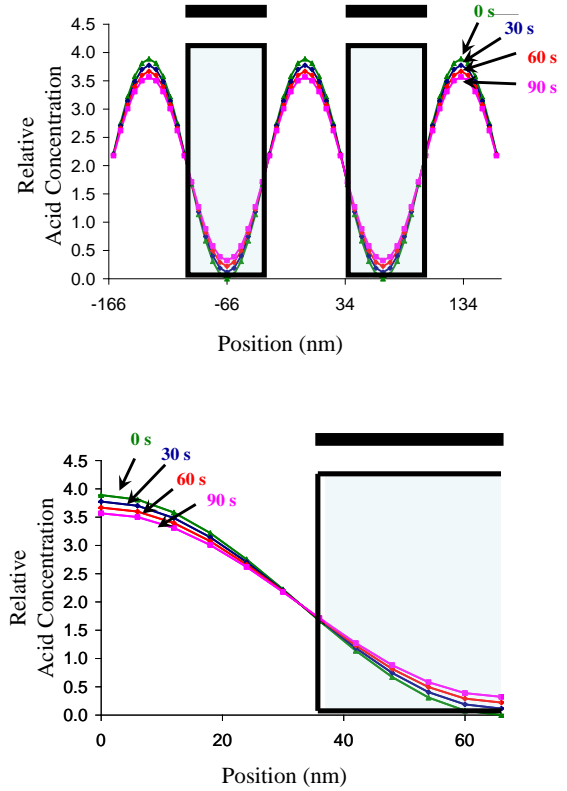 0 s
30 s
60 s
90 s
4.5
4.0
3.5
3.0
2.5
2.0
1.5
1.0
0.5
0.0
Relative
Acid Concentration
-166
-66
34
134
Position (nm)
0 s
30 s
60 s
90 s
4.5
4.0
3.5
3.0
2.5
2.0
1.5
1.0
0.5
0.0
Relative
Acid Concentration
0
20
40
60
Position (nm)